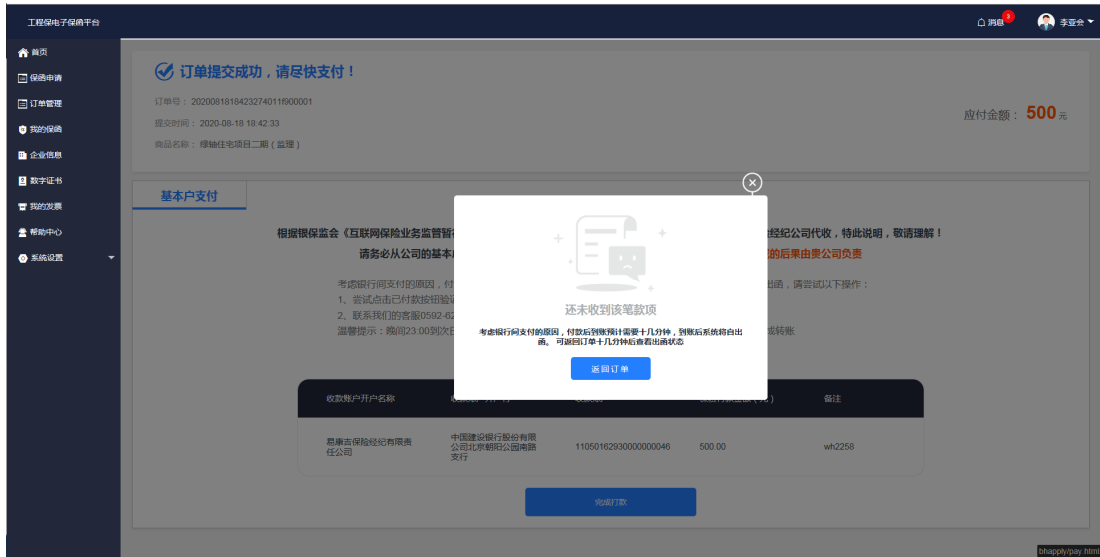 工程保电子保函平台
消息 3
李亚会
首页
保函申请
订单管理
我的保函
企业信息
数字证书
我的发票
帮助中心
系统设置
订单提交成功，请尽快支付！
订单号：2020081818423274011f900001
提交时间：2020-08-18 18:42:33
商品名称：绿轴住宅项目二期（监理）
应付金额：500元
基本户支付
根据银保监会《互联网保险业务监管暂
经纪公司代收，特此说明，敬请理解！
请务必从公司的基本
的后果由贵公司负责
考虑银行间支付的原因，付
出函，请尝试以下操作：
1、尝试点击已付款按钮验
2、联系我们的客服0592-62
温馨提示：晚间23:00到次日
成转账
还未收到该笔款项
考虑银行间支付的原因，付款后到账预计需要十几分钟，到账后系统将自出
函。 可返回订单十几分钟后查看出函状态
返回订单
收款账户开户名称
元）
备注
易康吉保险经纪有限责
任公司
中国建设银行股份有限
公司北京朝阳公园南路
支行
11050162930000000046
500.00
wh2258
完成打款
bhapply/pay.html